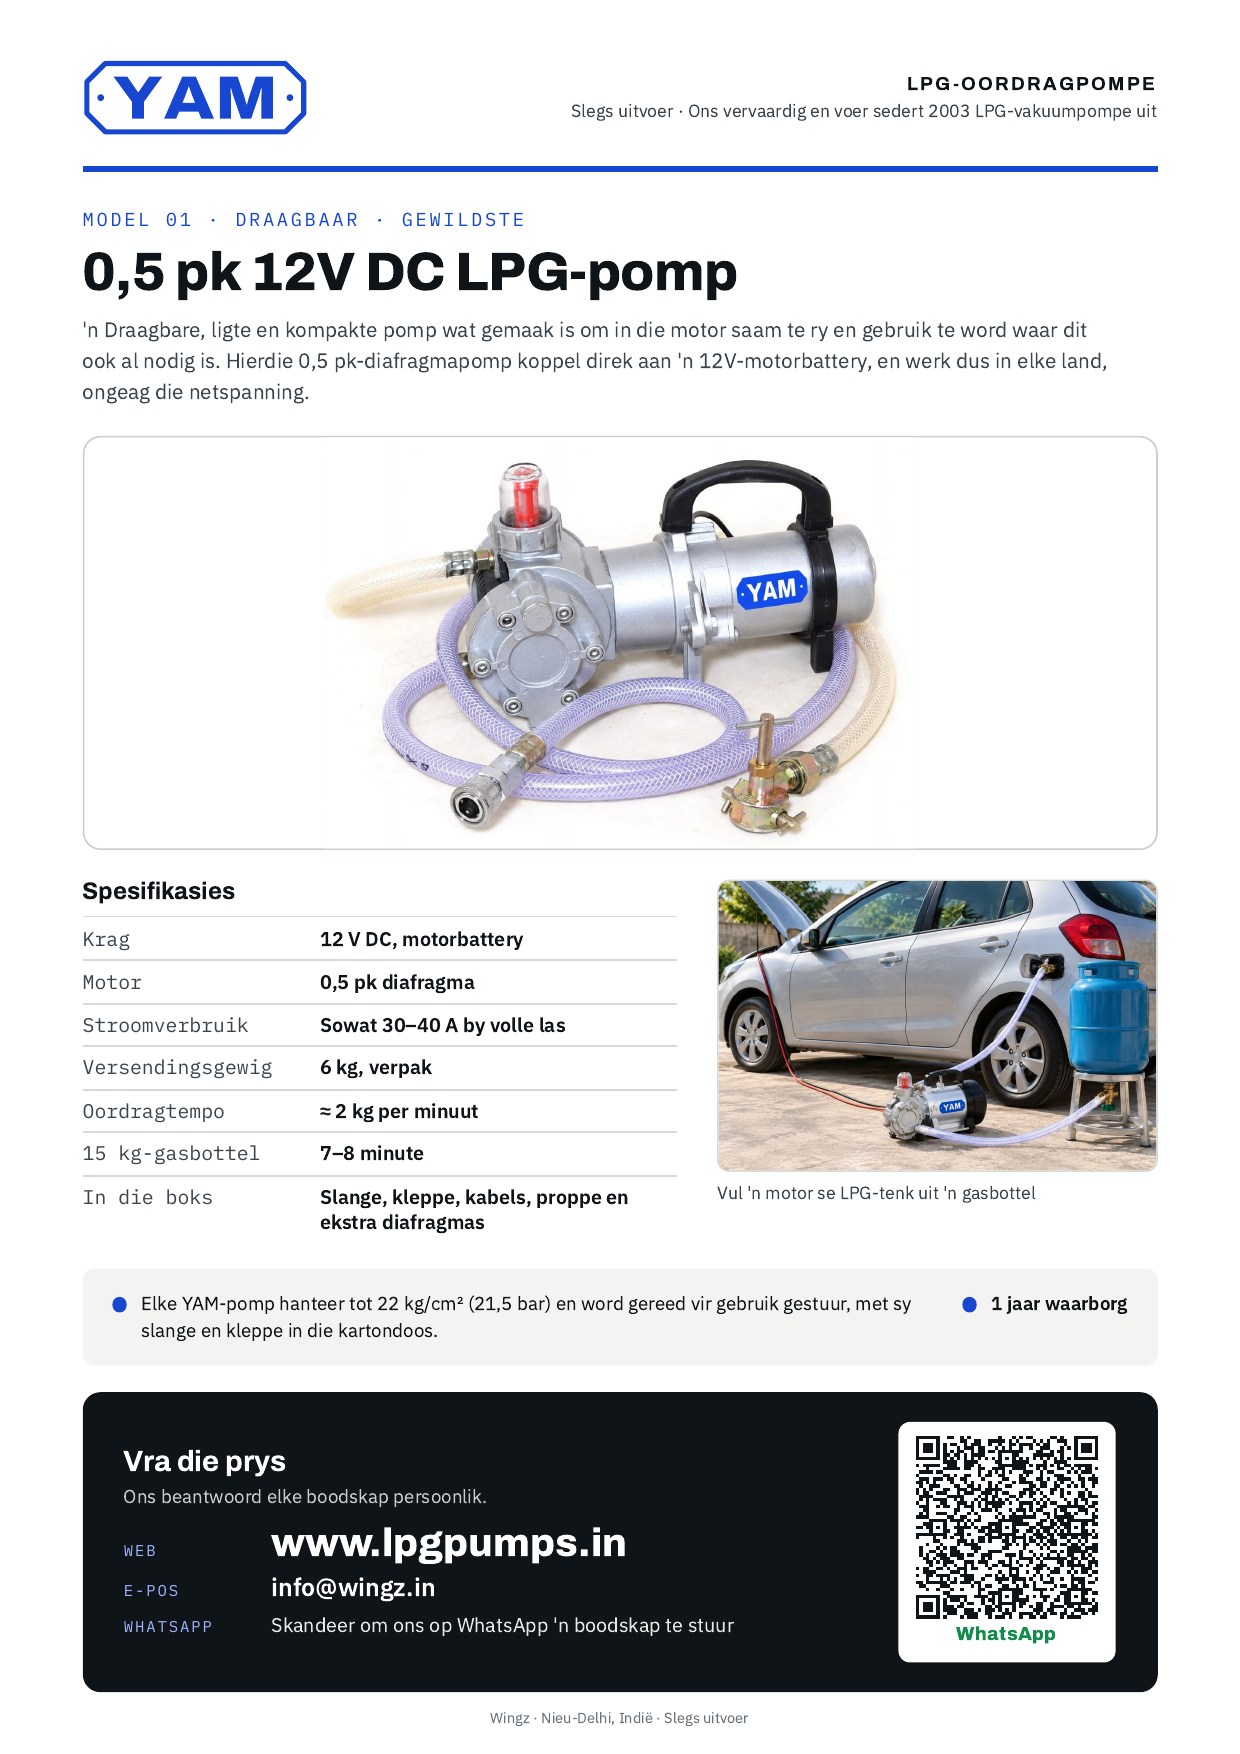 YAM
LPG-OORDRAGPOMPE
Slegs uitvoer · Ons vervaardig en voer sedert 2003 LPG-vakuumpompe uit
MODEL 01 · DRAAGBAAR · GEWILDSTE
0,5 pk 12V DC LPG-pomp
'n Draagbare, ligte en kompakte pomp wat gemaak is om in die motor saam te ry en gebruik te word waar dit
ook al nodig is. Hierdie 0,5 pk-diafragmapomp koppel direk aan 'n 12V-motorbattery, en werk dus in elke land,
ongeag die netspanning.
YAM
Spesifikasies
Krag 12 V DC, motorbattery
Motor 0,5 pk diafragma
Stroomverbruik Sowat 30–40 A by volle las
Versendingsgewig 6 kg, verpak
Oordragtempo ≈ 2 kg per minuut
15 kg-gasbottel 7–8 minute
In die boks Slange, kleppe, kabels, proppe en
ekstra diafragmas
YAM
Vul 'n motor se LPG-tenk uit 'n gasbottel
Elke YAM-pomp hanteer tot 22 kg/cm² (21,5 bar) en word gereed vir gebruik gestuur, met sy
slange en kleppe in die kartondoos.
1 jaar waarborg
Vra die prys
Ons beantwoord elke boodskap persoonlik.
WEB www.lpgpumps.in
E-POS info@wingz.in
WHATSAPP Skandeer om ons op WhatsApp 'n boodskap te stuur
WhatsApp
Wingz · Nieu-Delhi, Indië · Slegs uitvoer